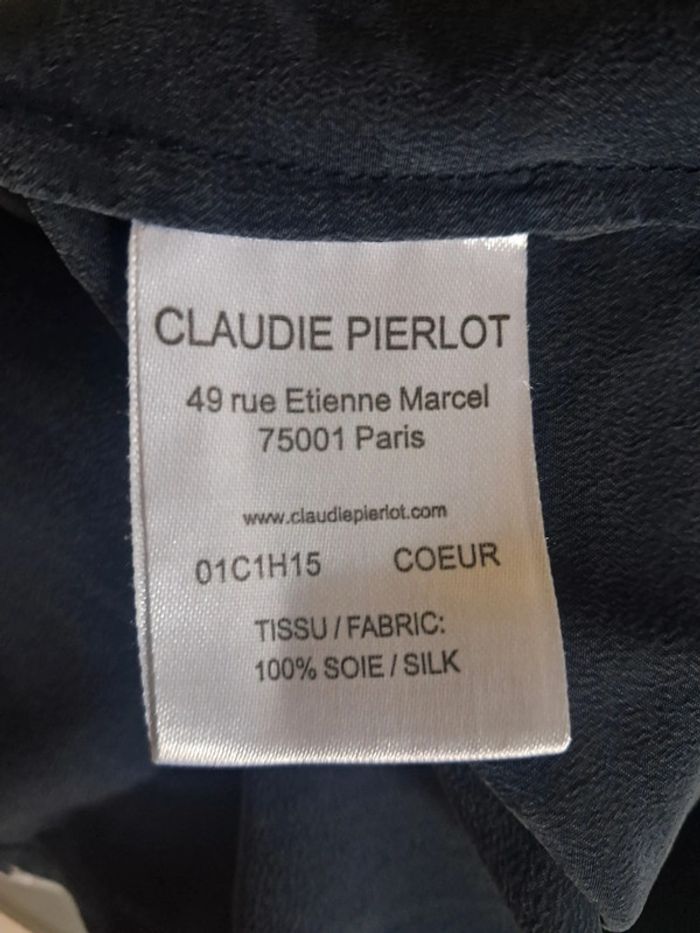 CLAUDIE PIERLOT
49 rue Etienne Marcel
75001 Paris
www.claudiepierlot.com
01C1H15 COEUR
TISSU / FABRIC:
100% SOIE / SILK